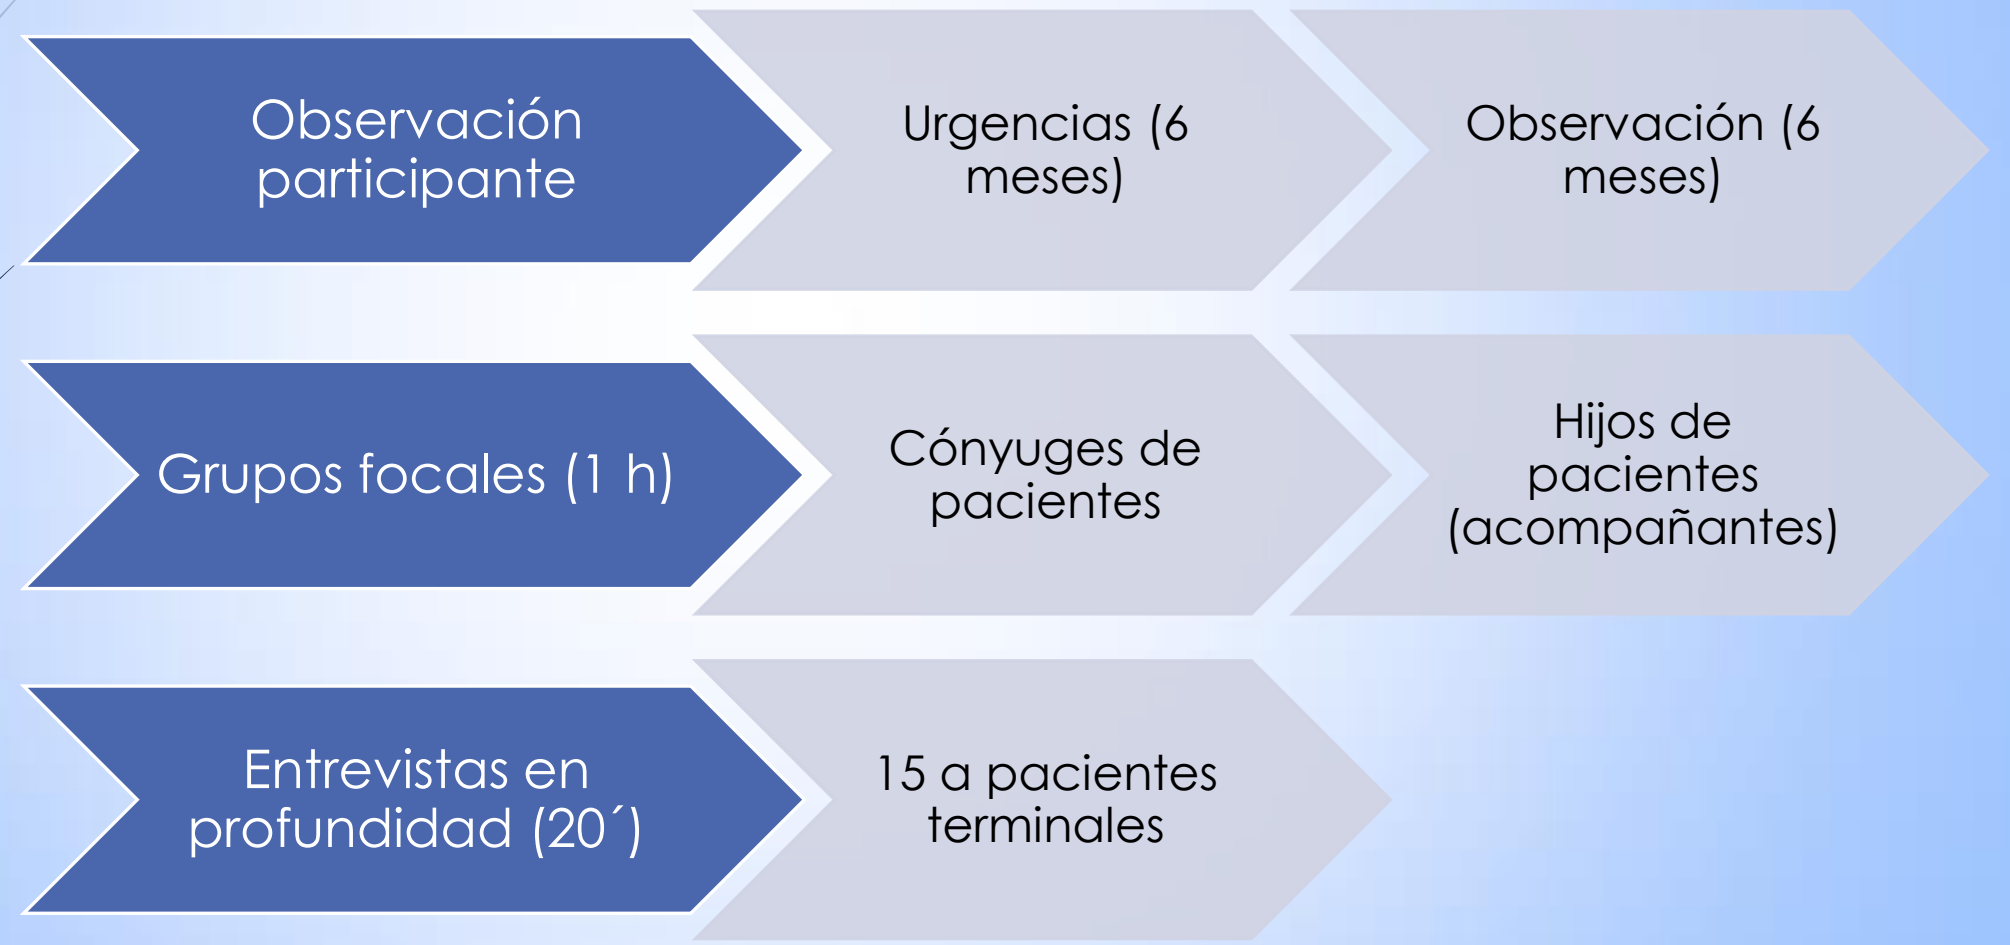 Observación
participante
Urgencias (6
meses)
Observación (6
meses)
Grupos focales (1 h)
Cónyuges de
pacientes
Hijos de
pacientes
(acompañantes)
Entrevistas en
profundidad (20´)
15 a pacientes
terminales